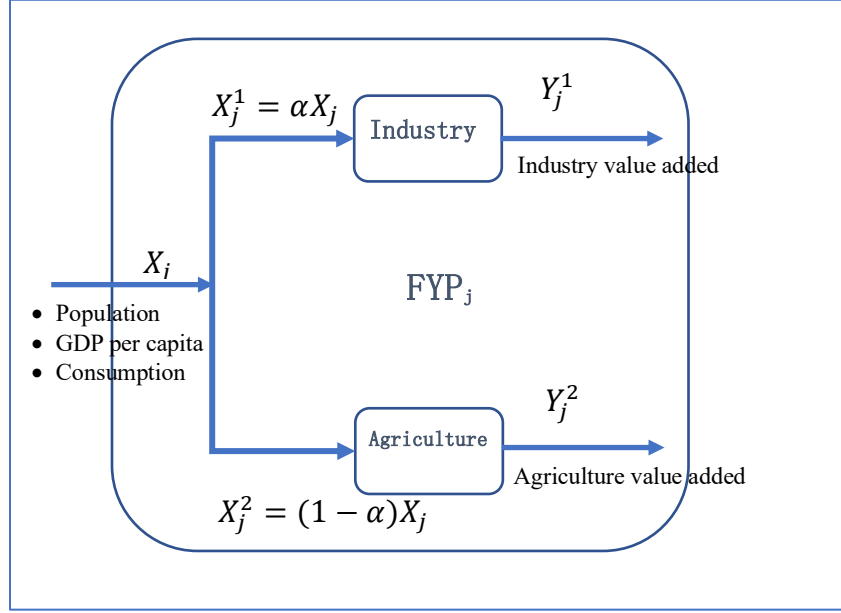 X_j^1 = αX_j
Industry
Y_j^1
Industry value added
X_j
FYP_j
• Population
• GDP per capita
• Consumption
Agriculture
Y_j^2
Agriculture value added
X_j^2 = (1 − α)X_j